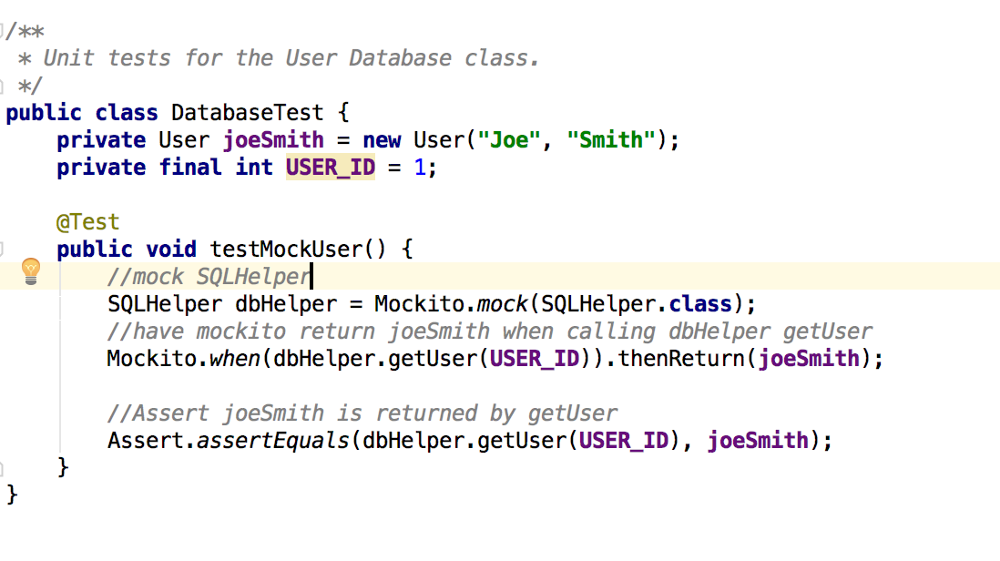 /**
 * Unit tests for the User Database class.
 */
public class DatabaseTest {
    private User joeSmith = new User("Joe", "Smith");
    private final int USER_ID = 1;

    @Test
    public void testMockUser() {
        //mock SQLHelper
        SQLHelper dbHelper = Mockito.mock(SQLHelper.class);
        //have mockito return joeSmith when calling dbHelper getUser
        Mockito.when(dbHelper.getUser(USER_ID)).thenReturn(joeSmith);

        //Assert joeSmith is returned by getUser
        Assert.assertEquals(dbHelper.getUser(USER_ID), joeSmith);
    }
}